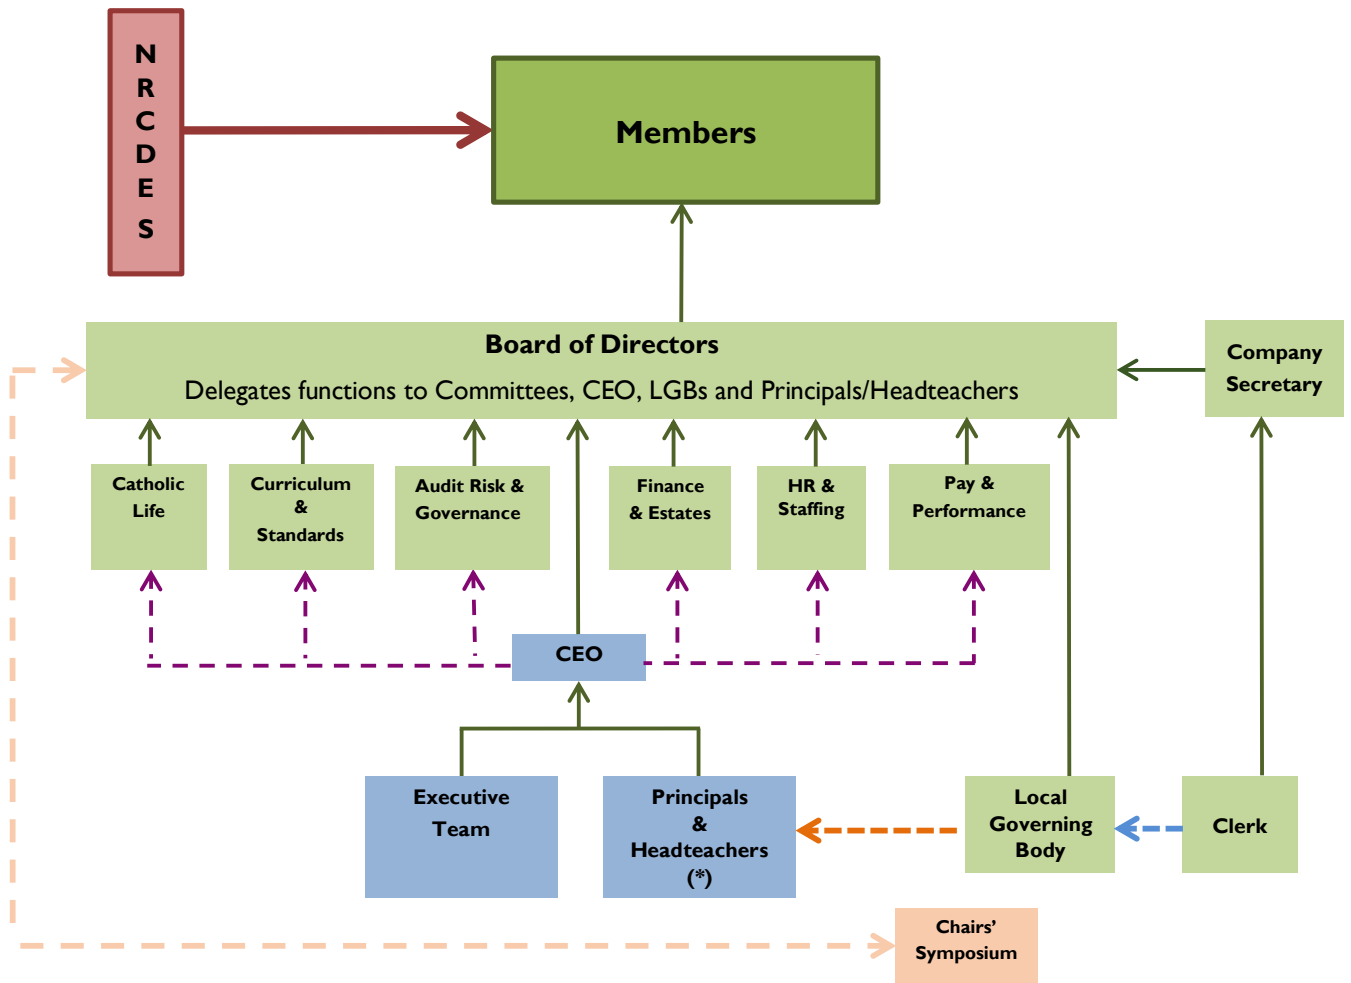 N
R
C
D
E
S
Members
Board of Directors
Delegates functions to Committees, CEO, LGBs and Principals/Headteachers
Company
Secretary
Catholic
Life
Curriculum
&
Standards
Audit Risk &
Governance
Finance
& Estates
HR &
Staffing
Pay &
Performance
CEO
Executive
Team
Principals
&
Headteachers
(*)
Local
Governing
Body
Clerk
Chairs’
Symposium